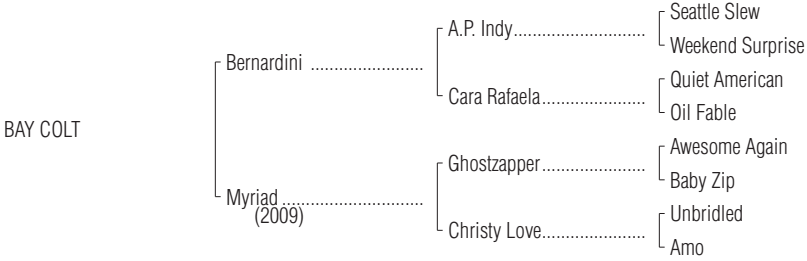 Seattle Slew
A.P. Indy............................
Weekend Surprise
Bernardini ........................
Quiet American
Cara Rafaela......................
Oil Fable
BAY COLT
Awesome Again
Ghostzapper.......................
Baby Zip
Myriad ..............................
(2009)
Unbridled
Christy Love......................
Amo